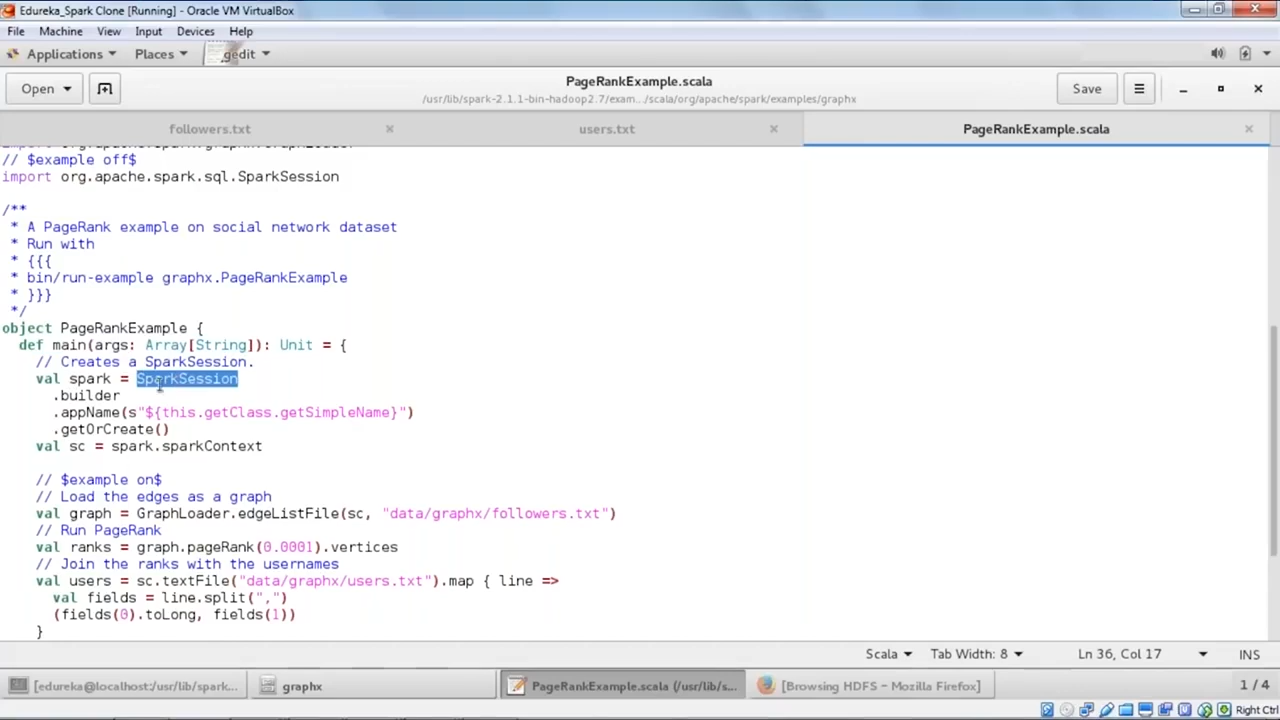 Edureka_Spark Clone [Running] - Oracle VM VirtualBox
File Machine View Input Devices Help
Applications Places gedit
Open PageRankExample.scala Save
/usr/lib/spark-2.1.1-bin-hadoop2.7/exam.../scala/org/apache/spark/examples/graphx
followers.txt users.txt PageRankExample.scala
// $example off$
import org.apache.spark.sql.SparkSession
/**
* A PageRank example on social network dataset
* Run with
* {{{
* bin/run-example graphx.PageRankExample
* }}}
*/
object PageRankExample {
def main(args: Array[String]): Unit = {
// Creates a SparkSession.
val spark = SparkSession
.builder
.appName(s"${this.getClass.getSimpleName}")
.getOrCreate()
val sc = spark.sparkContext
// $example on$
// Load the edges as a graph
val graph = GraphLoader.edgeListFile(sc, "data/graphx/followers.txt")
// Run PageRank
val ranks = graph.pageRank(0.0001).vertices
// Join the ranks with the usernames
val users = sc.textFile("data/graphx/users.txt").map { line =>
val fields = line.split(",")
(fields(0).toLong, fields(1))
}
Scala Tab Width: 8 Ln 36, Col 17 INS
[edureka@localhost:/usr/lib/spark... graphx PageRankExample.scala (/usr/lib/s... [Browsing HDFS - Mozilla Firefox] 1 / 4
Right Ctrl